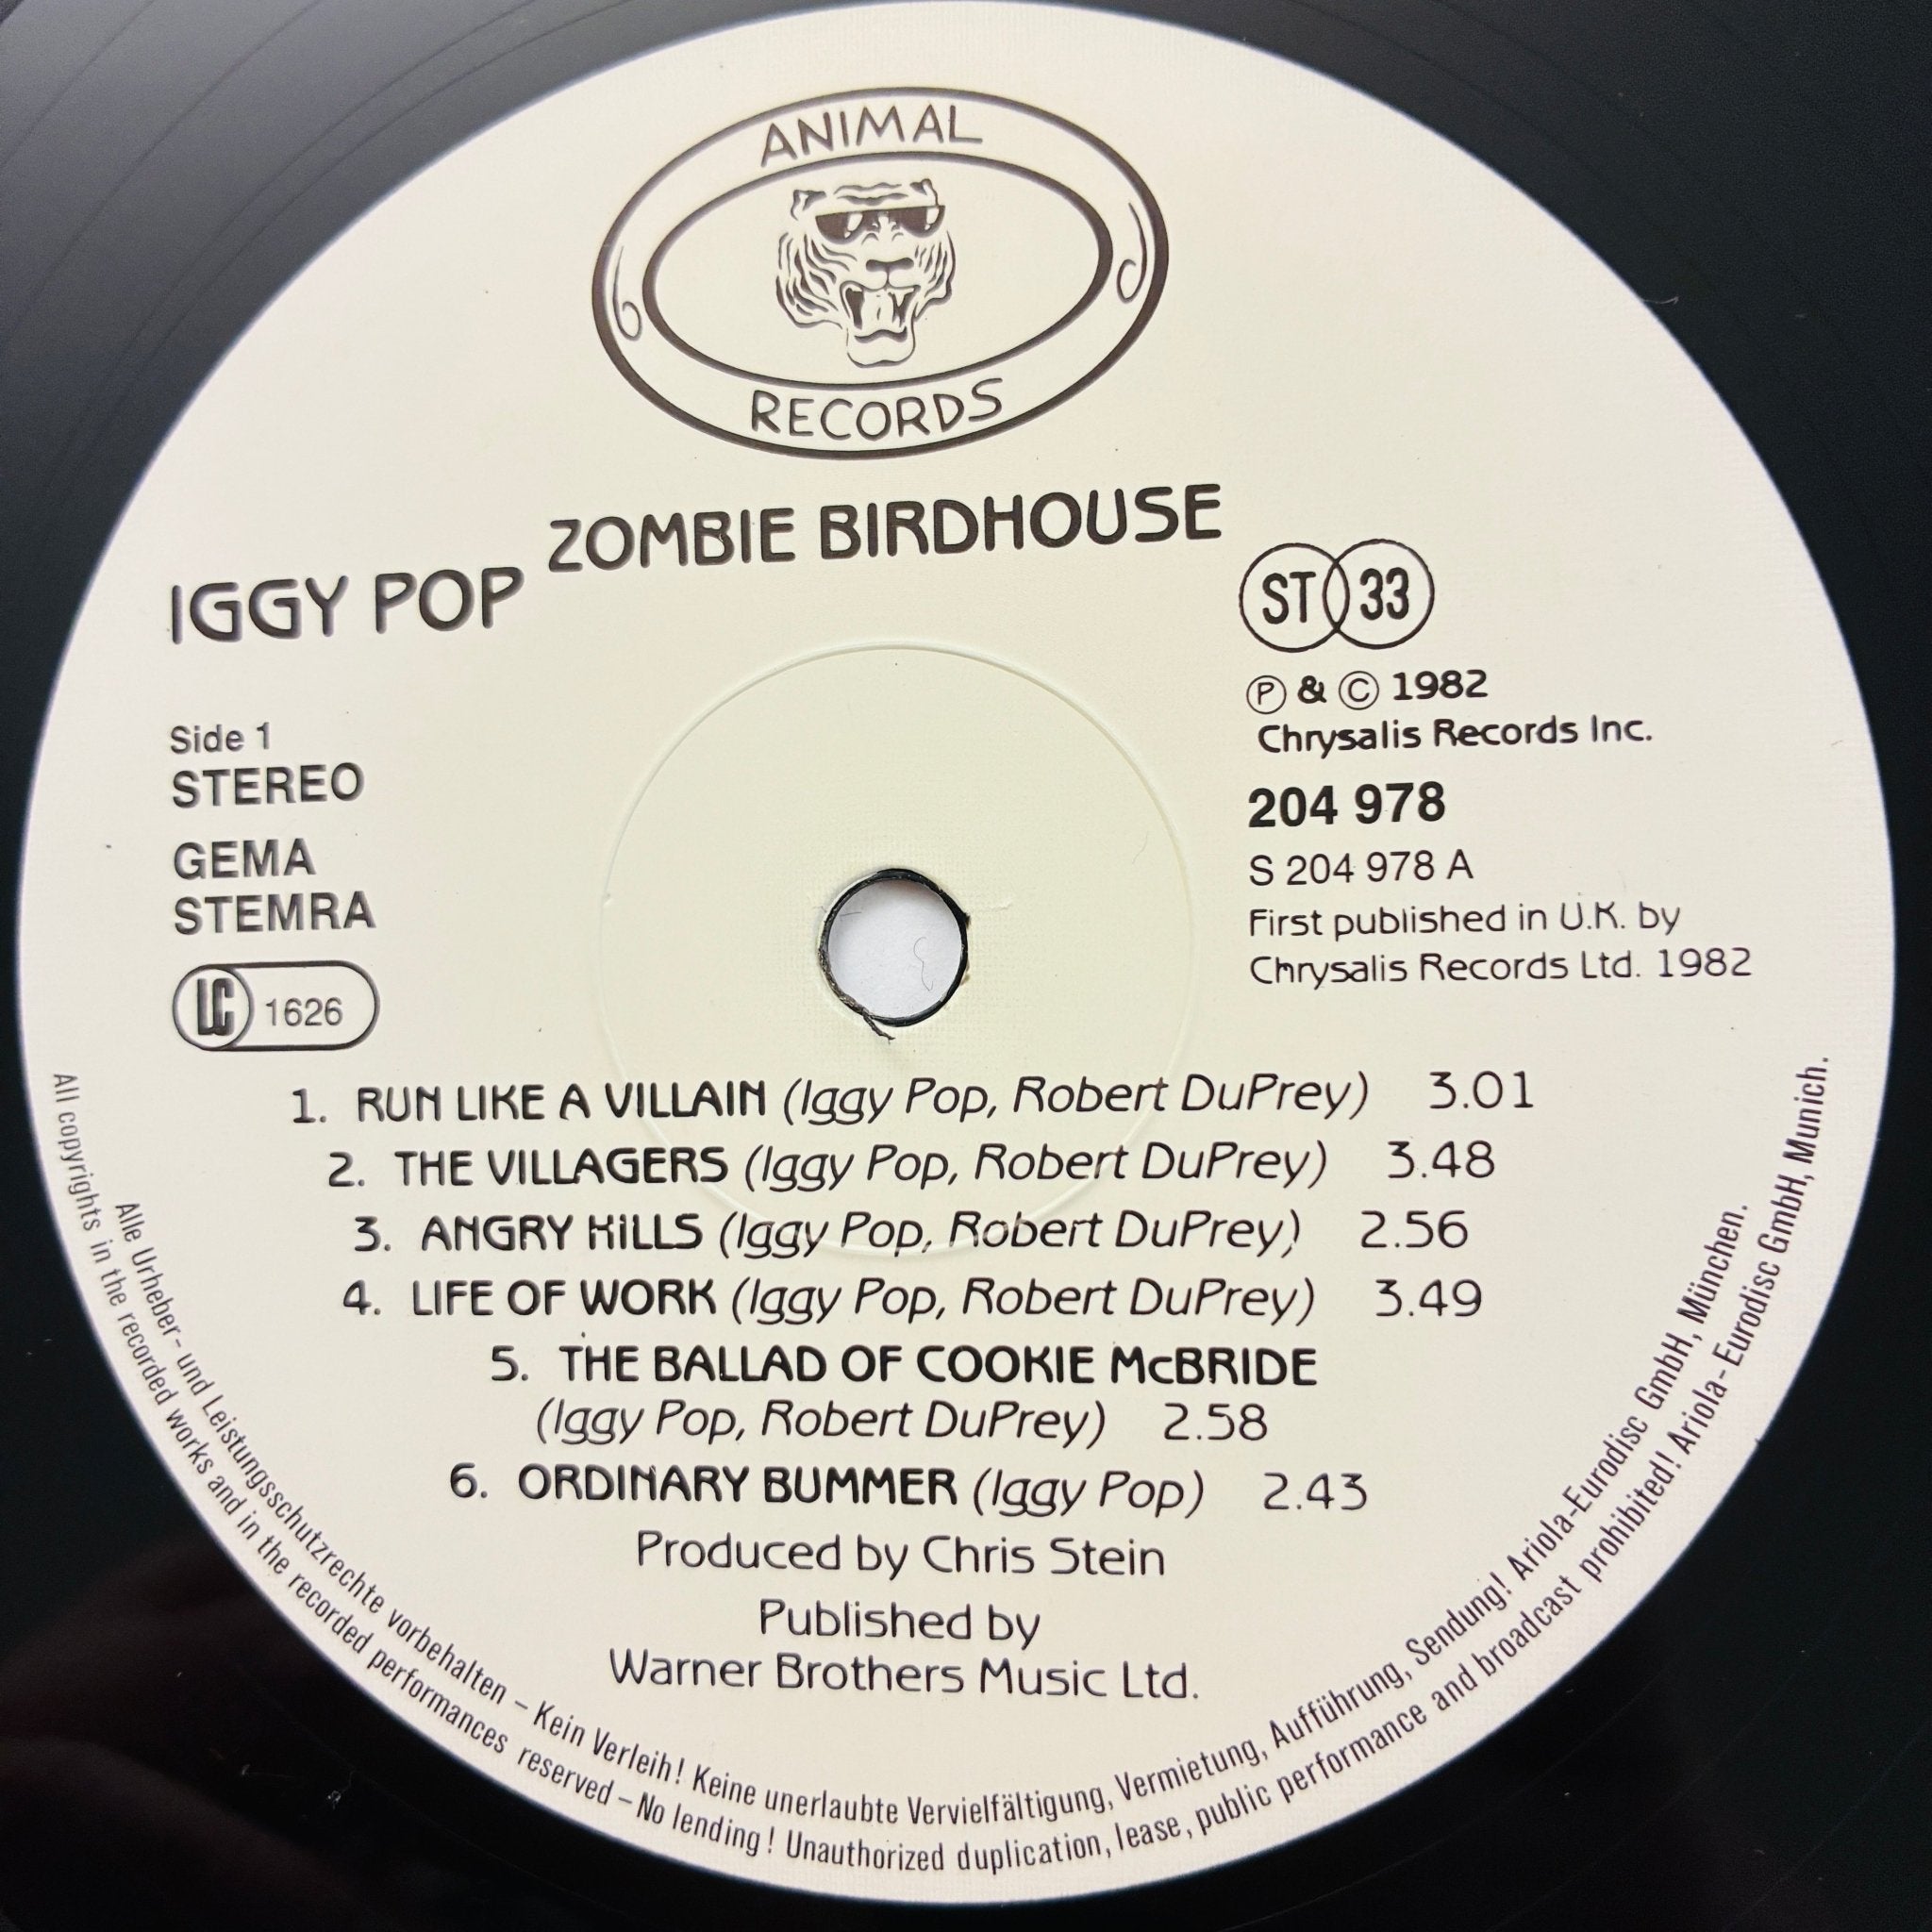 ANIMAL
RECORDS
ZOMBIE BIRDHOUSE
IGGY POP
ST 33
Ⓟ & © 1982
Chrysalis Records Inc.
204 978
S 204 978 A
First published in U.K. by
Chrysalis Records Ltd. 1982
Side 1
STEREO
GEMA
STEMRA
LC 1626
1. RUN LIKE A VILLAIN (Iggy Pop, Robert DuPrey) 3.01
2. THE VILLAGERS (Iggy Pop, Robert DuPrey) 3.48
3. ANGRY HILLS (Iggy Pop, Robert DuPrey) 2.56
4. LIFE OF WORK (Iggy Pop, Robert DuPrey) 3.49
5. THE BALLAD OF COOKIE McBRIDE
(Iggy Pop, Robert DuPrey) 2.58
6. ORDINARY BUMMER (Iggy Pop) 2.43
Produced by Chris Stein
Published by
Warner Brothers Music Ltd.
Alle Urheber- und Leistungsschutzrechte vorbehalten – Kein Verleih! Keine unerlaubte Vervielfältigung, Vermietung, Aufführung, Sendung! Ariola-Eurodisc GmbH, München.
All copyrights in the recorded works and in the recorded performances reserved – No lending! Unauthorized duplication, lease, public performance and broadcast prohibited! Ariola-Eurodisc GmbH, Munich.